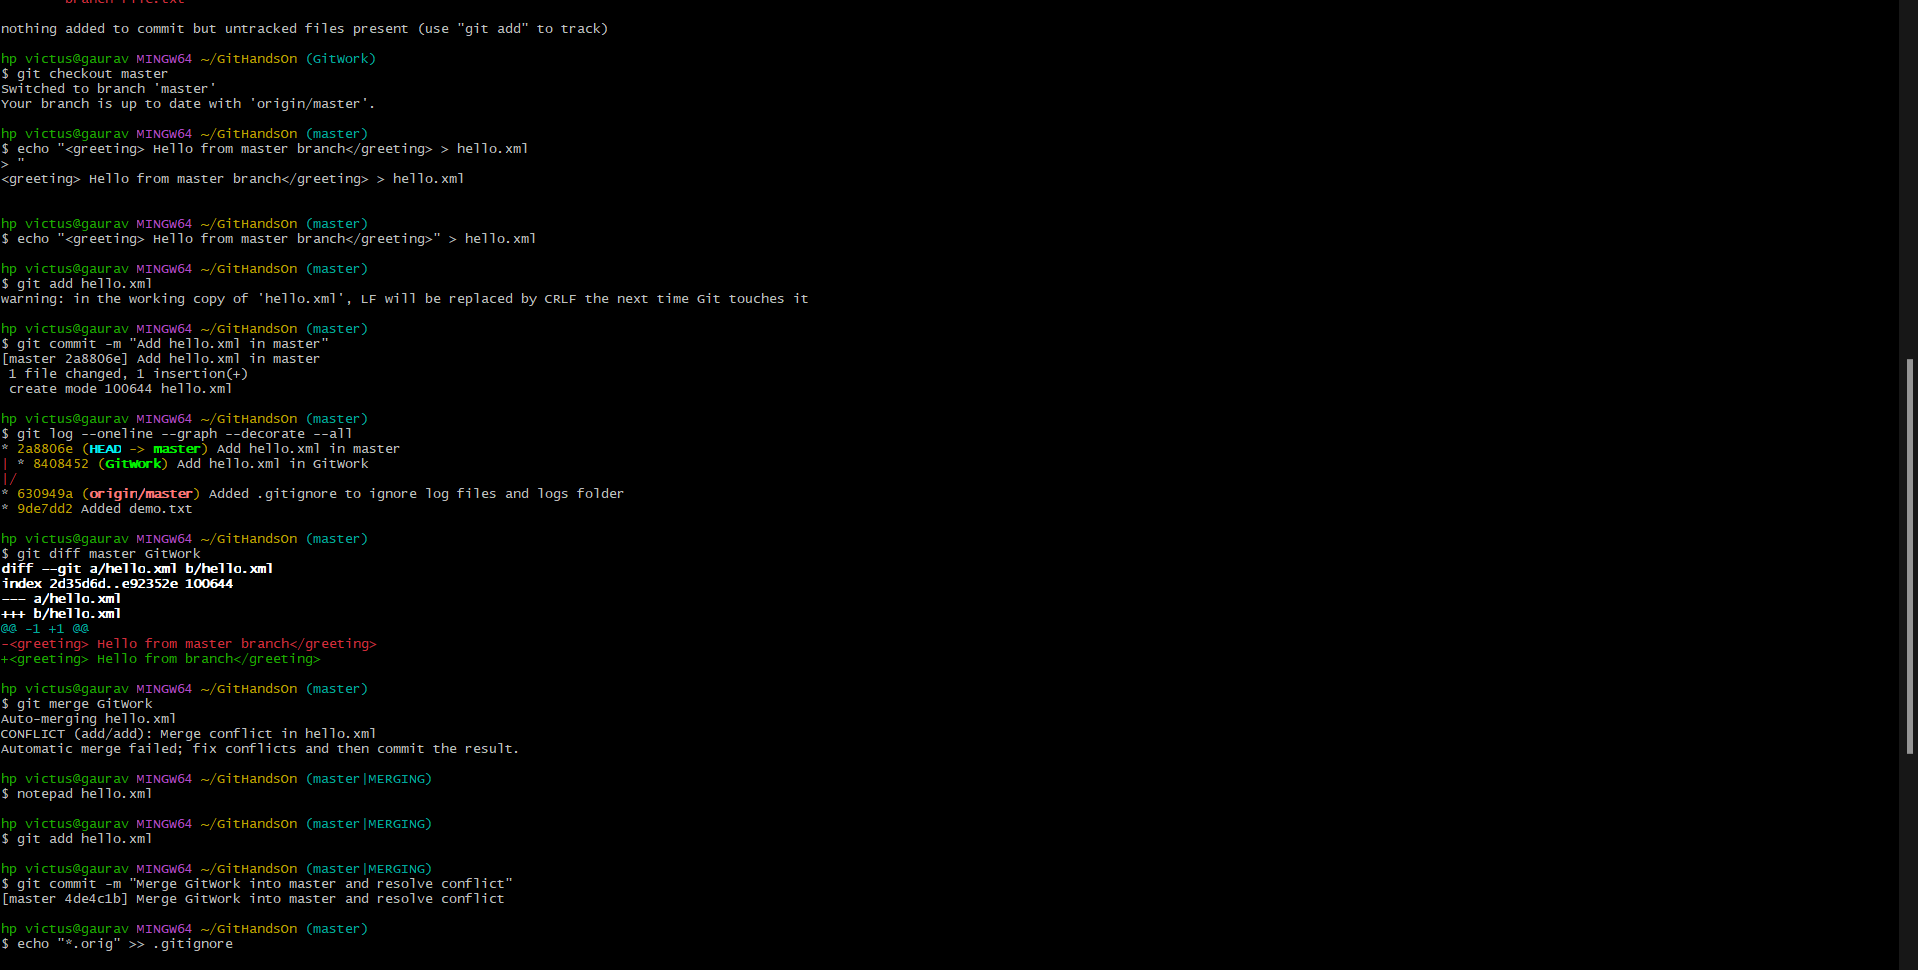 branch-file.txt
nothing added to commit but untracked files present (use "git add" to track)
hp victus@gaurav MINGW64 ~/GitHandsOn (GitWork)
$ git checkout master
Switched to branch 'master'
Your branch is up to date with 'origin/master'.
hp victus@gaurav MINGW64 ~/GitHandsOn (master)
$ echo "<greeting> Hello from master branch</greeting> > hello.xml
> "
<greeting> Hello from master branch</greeting> > hello.xml
hp victus@gaurav MINGW64 ~/GitHandsOn (master)
$ echo "<greeting> Hello from master branch</greeting>" > hello.xml
hp victus@gaurav MINGW64 ~/GitHandsOn (master)
$ git add hello.xml
warning: in the working copy of 'hello.xml', LF will be replaced by CRLF the next time Git touches it
hp victus@gaurav MINGW64 ~/GitHandsOn (master)
$ git commit -m "Add hello.xml in master"
[master 2a8806e] Add hello.xml in master
 1 file changed, 1 insertion(+)
 create mode 100644 hello.xml
hp victus@gaurav MINGW64 ~/GitHandsOn (master)
$ git log --oneline --graph --decorate --all
* 2a8806e (HEAD -> master) Add hello.xml in master
| * 8408452 (GitWork) Add hello.xml in GitWork
|/
* 630949a (origin/master) Added .gitignore to ignore log files and logs folder
* 9de7dd2 Added demo.txt
hp victus@gaurav MINGW64 ~/GitHandsOn (master)
$ git diff master GitWork
diff --git a/hello.xml b/hello.xml
index 2d35d6d..e92352e 100644
--- a/hello.xml
+++ b/hello.xml
@@ -1 +1 @@
-<greeting> Hello from master branch</greeting>
+<greeting> Hello from branch</greeting>
hp victus@gaurav MINGW64 ~/GitHandsOn (master)
$ git merge GitWork
Auto-merging hello.xml
CONFLICT (add/add): Merge conflict in hello.xml
Automatic merge failed; fix conflicts and then commit the result.
hp victus@gaurav MINGW64 ~/GitHandsOn (master|MERGING)
$ notepad hello.xml
hp victus@gaurav MINGW64 ~/GitHandsOn (master|MERGING)
$ git add hello.xml
hp victus@gaurav MINGW64 ~/GitHandsOn (master|MERGING)
$ git commit -m "Merge GitWork into master and resolve conflict"
[master 4de4c1b] Merge GitWork into master and resolve conflict
hp victus@gaurav MINGW64 ~/GitHandsOn (master)
$ echo "*.orig" >> .gitignore